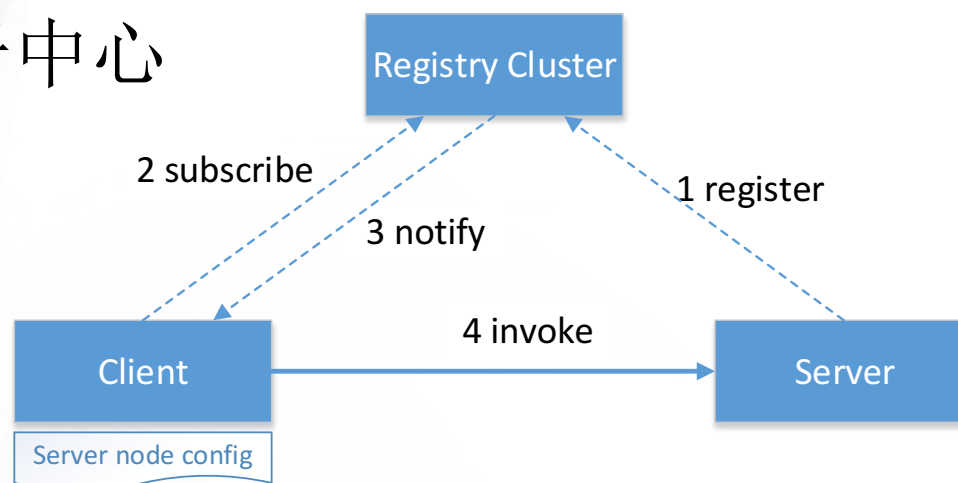 中心
Registry Cluster
2 subscribe
1 register
3 notify
4 invoke
Client
Server
Server node config